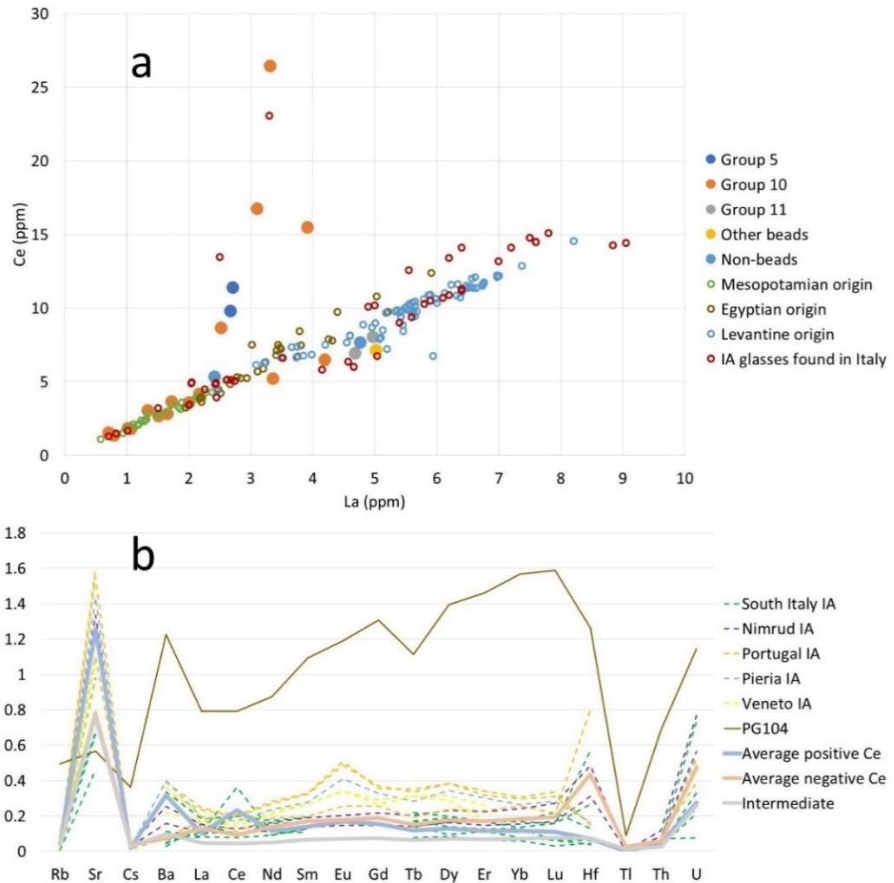 a
30
25
20
15
10
5
0
Ce (ppm)
0 1 2 3 4 5 6 7 8 9 10
La (ppm)
Group 5
Group 10
Group 11
Other beads
Non-beads
Mesopotamian origin
Egyptian origin
Levantine origin
IA glasses found in Italy
b
1.8
1.6
1.4
1.2
1
0.8
0.6
0.4
0.2
0
Rb Sr Cs Ba La Ce Nd Sm Eu Gd Tb Dy Er Yb Lu Hf Tl Th U
South Italy IA
Nimrud IA
Portugal IA
Pieria IA
Veneto IA
PG104
Average positive Ce
Average negative Ce
Intermediate